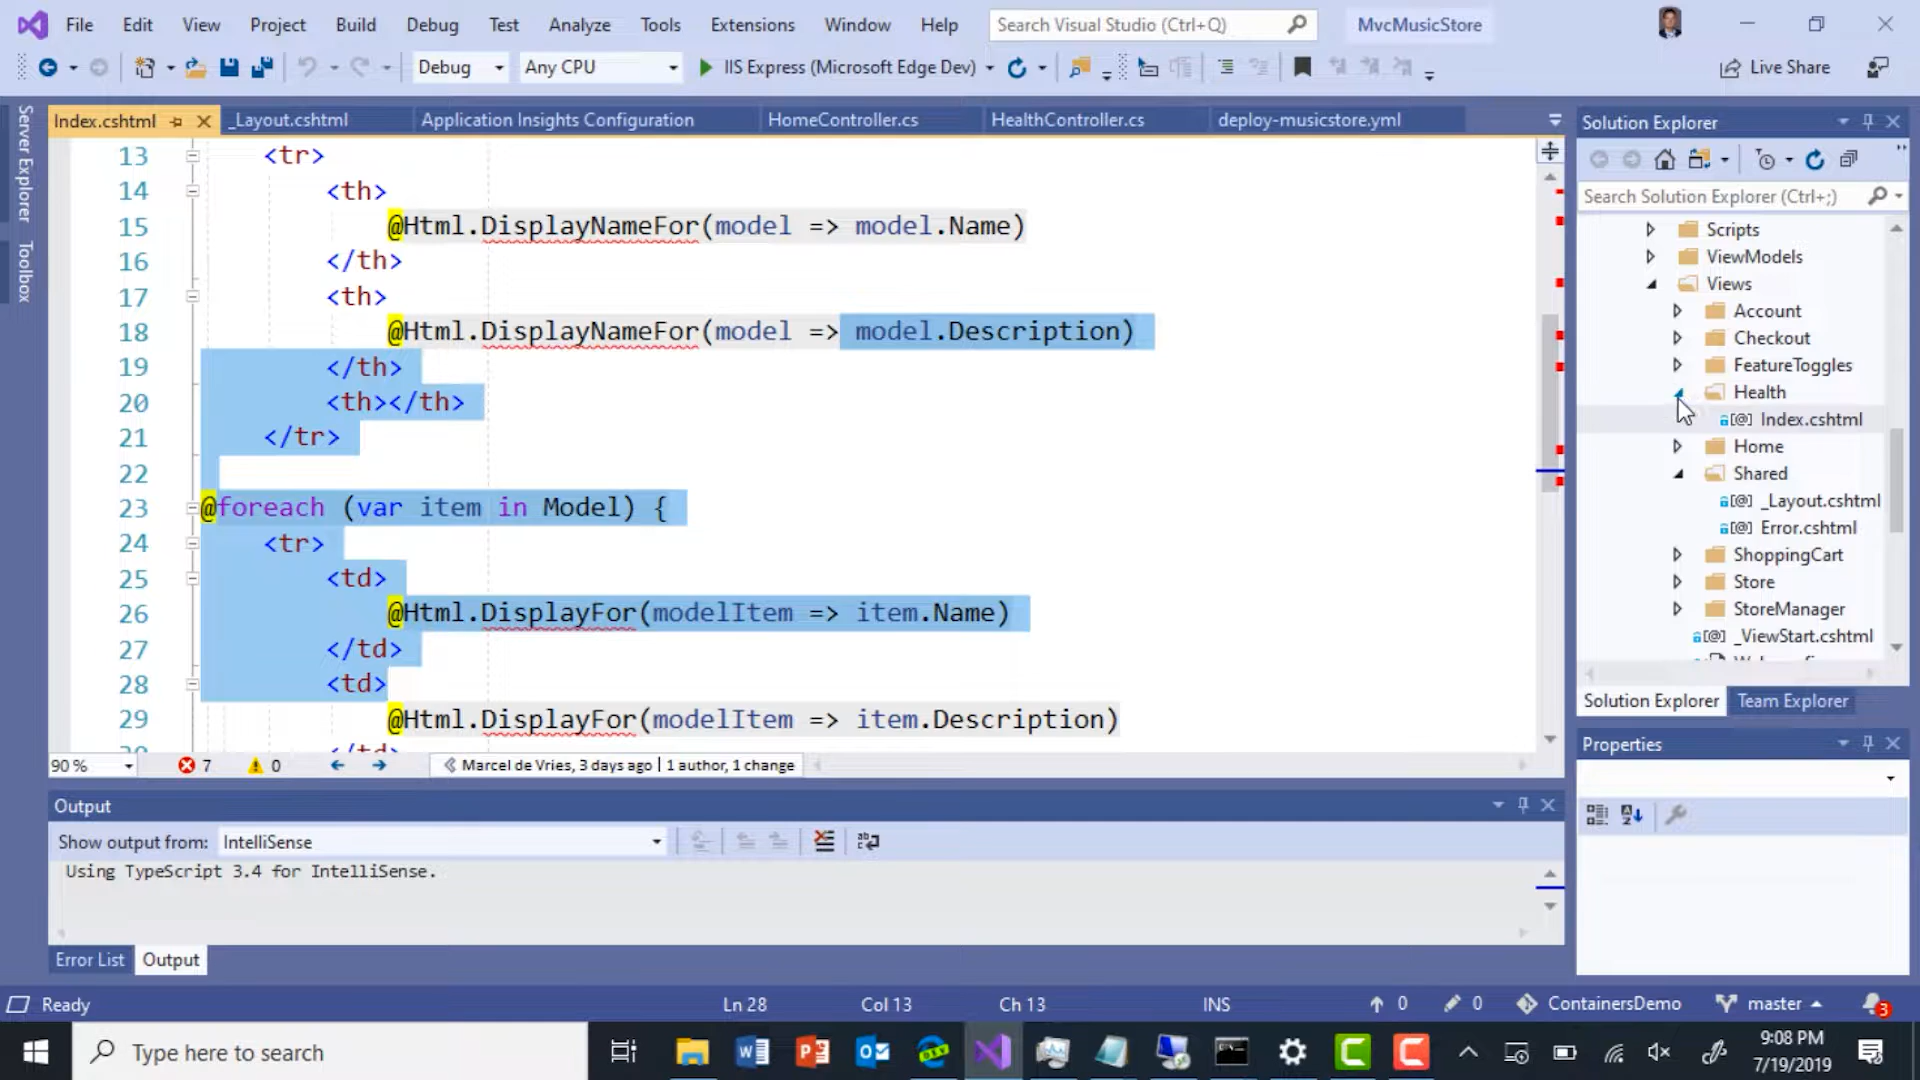 File Edit View Project Build Debug Test Analyze Tools Extensions Window Help Search Visual Studio (Ctrl+Q) MvcMusicStore
Debug Any CPU IIS Express (Microsoft Edge Dev) Live Share
Server Explorer
Toolbox
Index.cshtml _Layout.cshtml Application Insights Configuration HomeController.cs HealthController.cs deploy-musicstore.yml
13 <tr>
14 <th>
15 @Html.DisplayNameFor(model => model.Name)
16 </th>
17 <th>
18 @Html.DisplayNameFor(model => model.Description)
19 </th>
20 <th></th>
21 </tr>
22
23 @foreach (var item in Model) {
24 <tr>
25 <td>
26 @Html.DisplayFor(modelItem => item.Name)
27 </td>
28 <td>
29 @Html.DisplayFor(modelItem => item.Description)
90 % 7 0 Marcel de Vries, 3 days ago | 1 author, 1 change
Output
Show output from: IntelliSense
Using TypeScript 3.4 for IntelliSense.
Error List Output
Solution Explorer
Search Solution Explorer (Ctrl+;)
Scripts
ViewModels
Views
Account
Checkout
FeatureToggles
Health
[@] Index.cshtml
Home
Shared
[@] _Layout.cshtml
[@] Error.cshtml
ShoppingCart
Store
StoreManager
[@] _ViewStart.cshtml
Solution Explorer Team Explorer
Properties
Ready Ln 28 Col 13 Ch 13 INS 0 0 ContainersDemo master 3
Type here to search
9:08 PM
7/19/2019